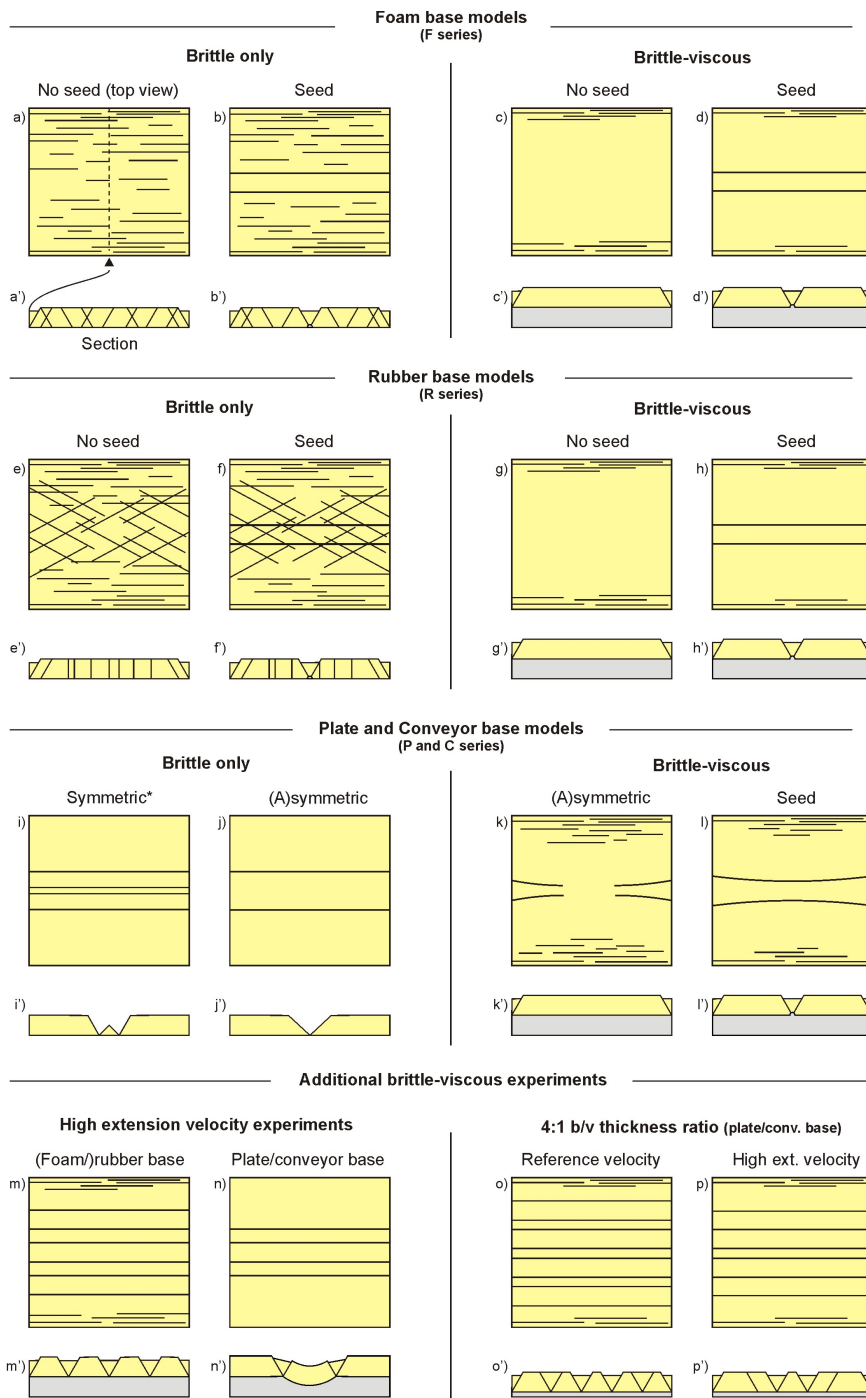 Foam base models
(F series)
Brittle only
Brittle-viscous
No seed (top view)
Seed
No seed
Seed
a)
b)
c)
d)
a')
b')
c')
d')
Section
Rubber base models
(R series)
Brittle only
Brittle-viscous
No seed
Seed
No seed
Seed
e)
f)
g)
h)
e')
f')
g')
h')
Plate and Conveyor base models
(P and C series)
Brittle only
Brittle-viscous
Symmetric*
(A)symmetric
(A)symmetric
Seed
i)
j)
k)
l)
i')
j')
k')
l')
Additional brittle-viscous experiments
High extension velocity experiments
4:1 b/v thickness ratio (plate/conv. base)
(Foam/)rubber base
Plate/conveyor base
Reference velocity
High ext. velocity
m)
n)
o)
p)
m')
n')
o')
p')